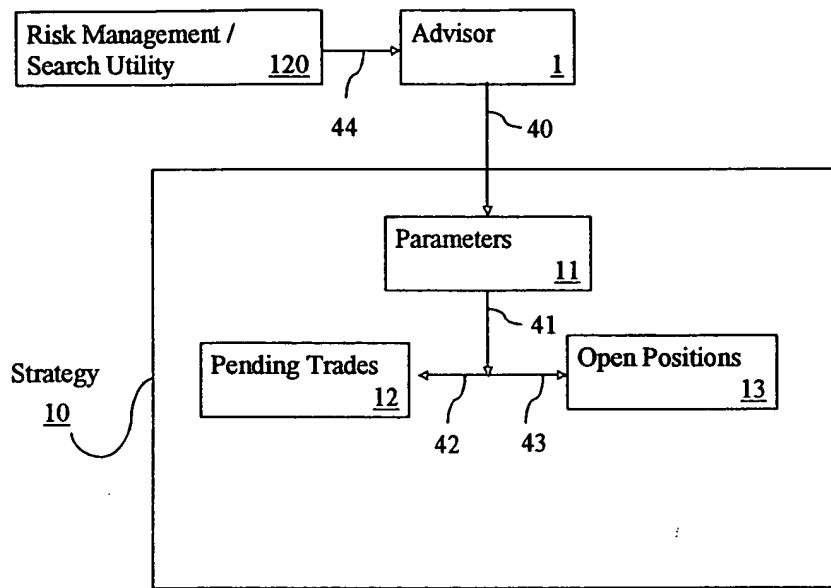 Risk Management /
Search Utility 120
Advisor
1
44
40
Parameters
11
41
Pending Trades
12
Open Positions
13
Strategy
10
42
43